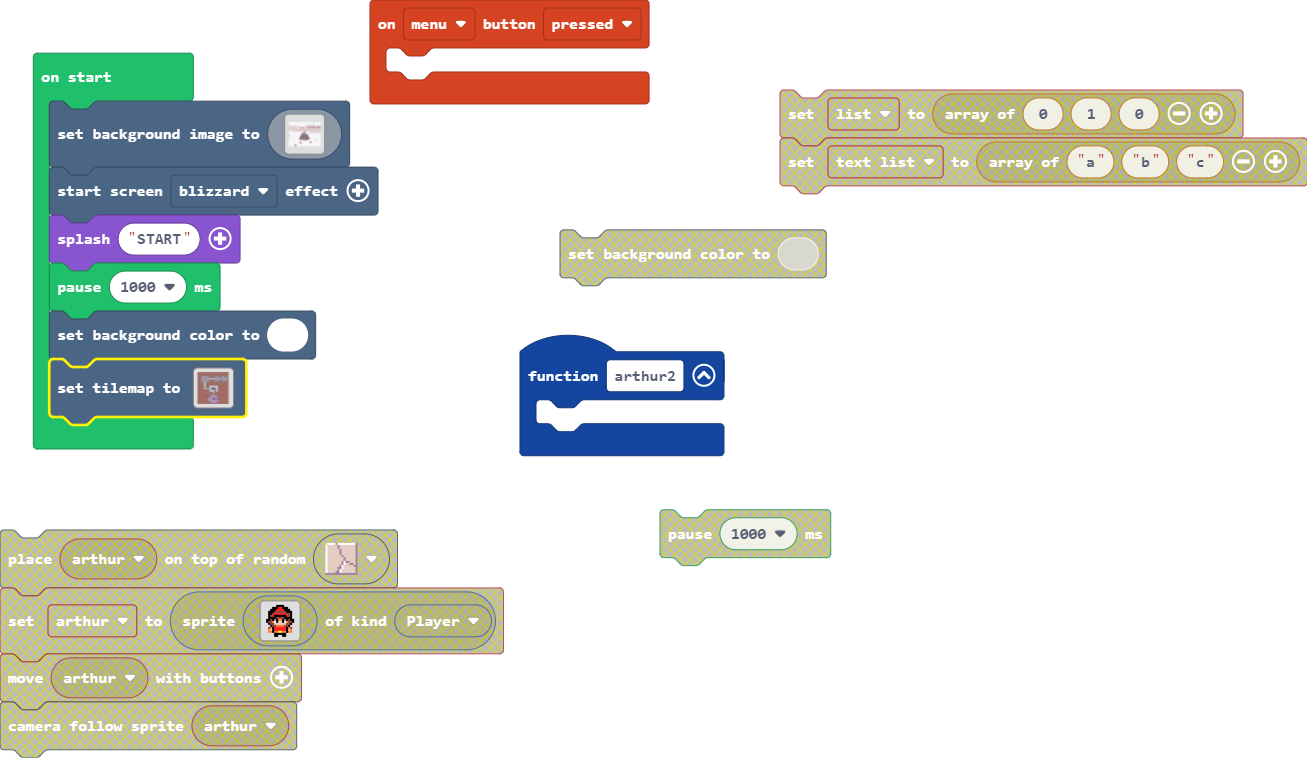 on menu button pressed
on start
set background image to
start screen blizzard effect
splash "START"
pause 1000 ms
set background color to
set tilemap to
set list to array of 0 1 0
set text list to array of "a" "b" "c"
set background color to
function arthur2
pause 1000 ms
place arthur on top of random
set arthur to sprite of kind Player
move arthur with buttons
camera follow sprite arthur